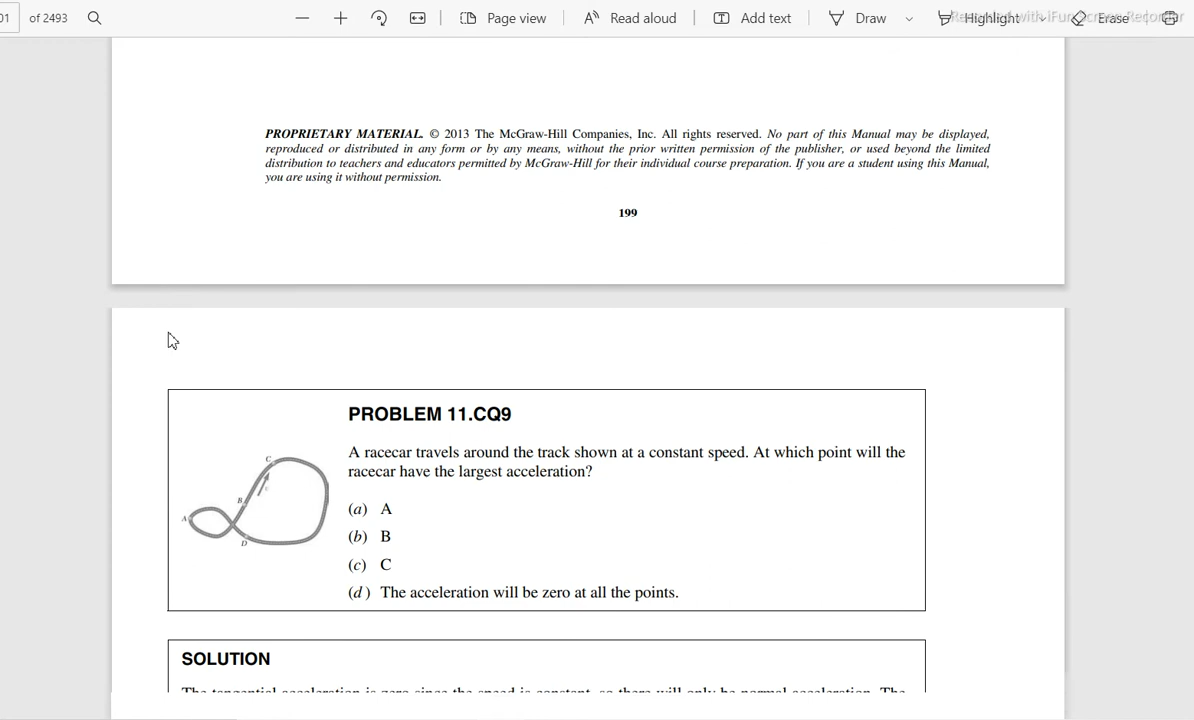 01 of 2493 Page view Read aloud Add text Draw Highlight Erase
Recorded with iFun Screen Recorder
PROPRIETARY MATERIAL. © 2013 The McGraw-Hill Companies, Inc. All rights reserved. No part of this Manual may be displayed,
reproduced or distributed in any form or by any means, without the prior written permission of the publisher, or used beyond the limited
distribution to teachers and educators permitted by McGraw-Hill for their individual course preparation. If you are a student using this Manual,
you are using it without permission.
199
PROBLEM 11.CQ9
A racecar travels around the track shown at a constant speed. At which point will the
racecar have the largest acceleration?
(a) A
(b) B
(c) C
(d) The acceleration will be zero at all the points.
C
B
A
D
SOLUTION
The tangential acceleration is zero since the speed is constant, so there will only be normal acceleration. The